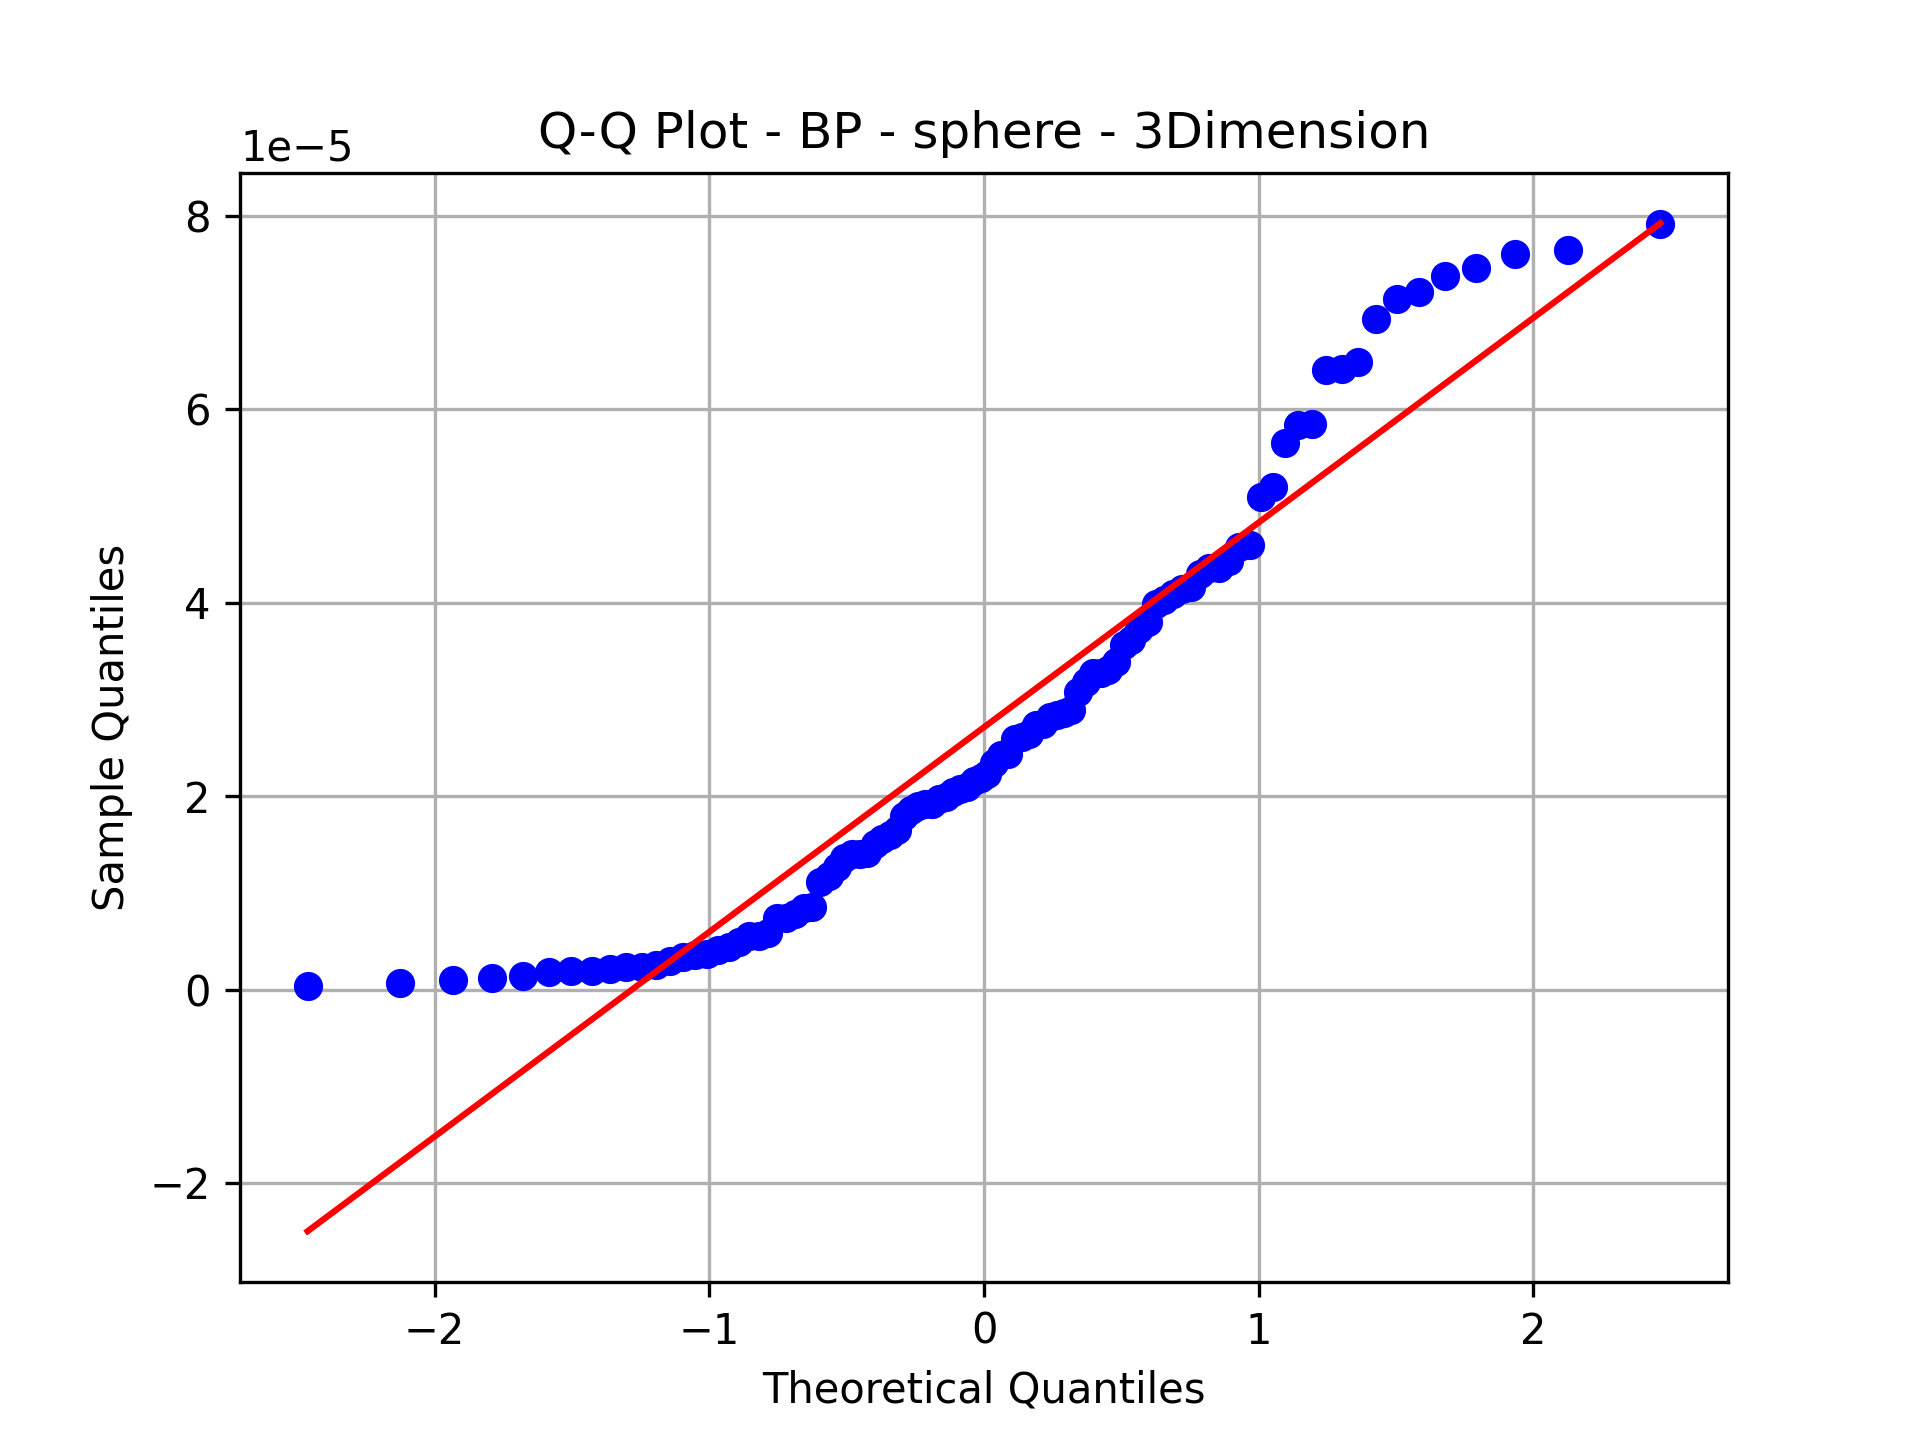 Q-Q Plot - BP - sphere - 3Dimension
1e−5
8
6
4
2
0
−2
Sample Quantiles
−2 −1 0 1 2
Theoretical Quantiles